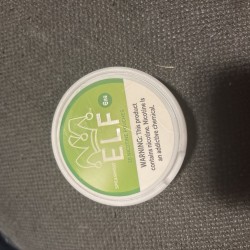 ELF
WARNING: This product
contains nicotine. Nicotine is
an addictive chemical.